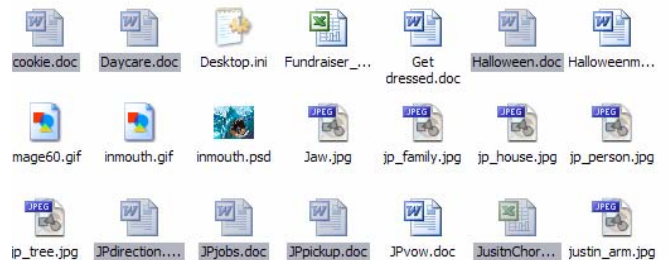 cookie.doc Daycare.doc Desktop.ini Fundraiser_... Get dressed.doc Halloween.doc Halloweenm...
JPEG JPEG JPEG JPEG
mage60.gif inmouth.gif inmouth.psd Jaw.jpg jp_family.jpg jp_house.jpg jp_person.jpg
JPEG JPEG
jp_tree.jpg JPdirection.... JPjobs.doc JPpickup.doc JPvow.doc JusitnChor... justin_arm.jpg